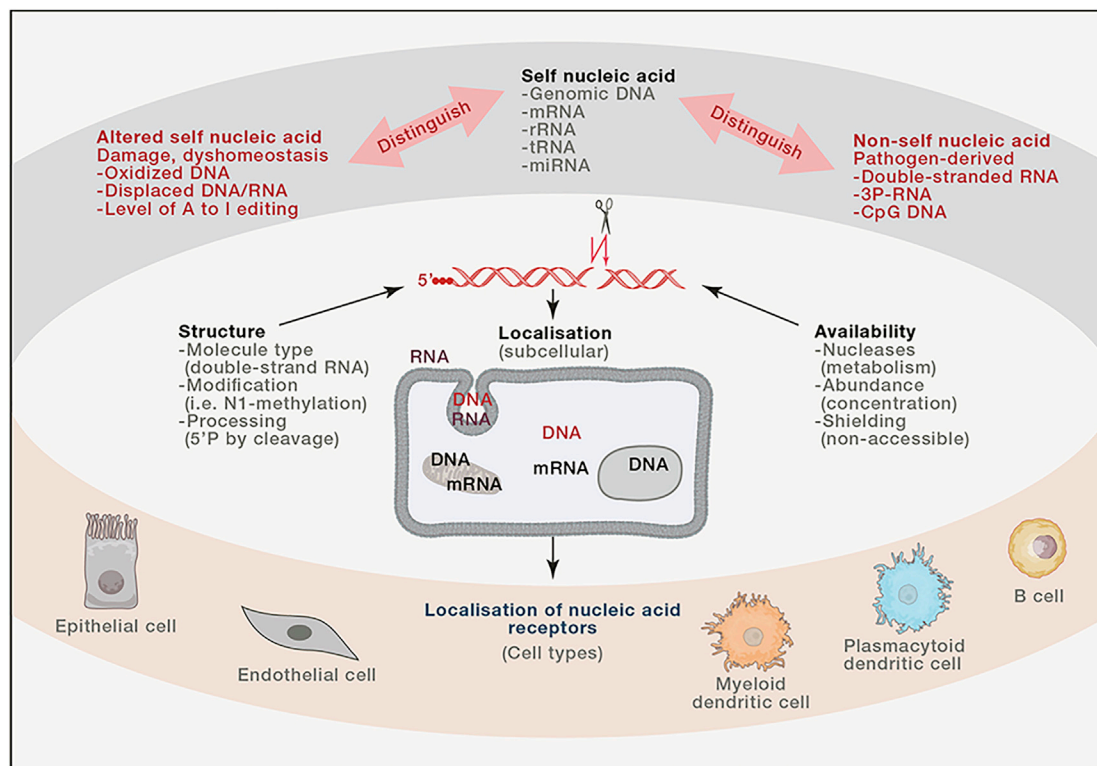 Self nucleic acid
-Genomic DNA
-mRNA
-rRNA
-tRNA
-miRNA
Distinguish
Distinguish
Altered self nucleic acid
Damage, dyshomeostasis
-Oxidized DNA
-Displaced DNA/RNA
-Level of A to I editing
Non-self nucleic acid
Pathogen-derived
-Double-stranded RNA
-3P-RNA
-CpG DNA
5'
Structure
-Molecule type
(double-strand RNA)
-Modification
(i.e. N1-methylation)
-Processing
(5'P by cleavage)
Localisation
(subcellular)
Availability
-Nucleases
(metabolism)
-Abundance
(concentration)
-Shielding
(non-accessible)
RNA
DNA
RNA
DNA
DNA
mRNA
mRNA
DNA
Epithelial cell
Endothelial cell
Localisation of nucleic acid
receptors
(Cell types)
Myeloid
dendritic cell
Plasmacytoid
dendritic cell
B cell